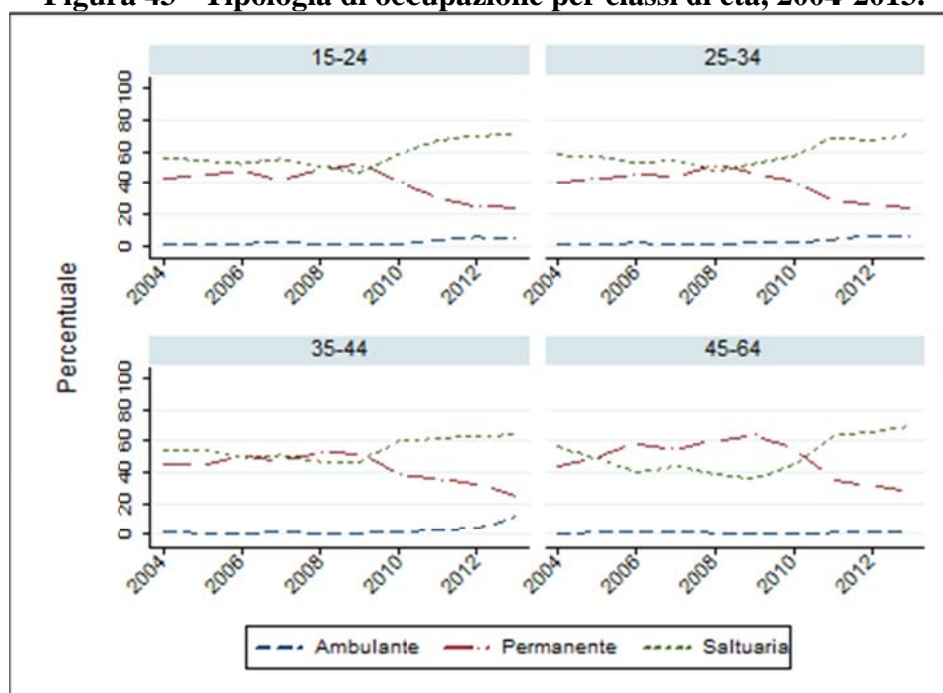 Figura – Tipologia di occupazione per classi di età, 2004-2013.
15-24
25-34
0 20 40 60 80 100
2004 2006 2008 2010 2012
2004 2006 2008 2010 2012
Percentuale
35-44
45-64
0 20 40 60 80 100
2004 2006 2008 2010 2012
2004 2006 2008 2010 2012
Ambulante Permanente Saltuaria